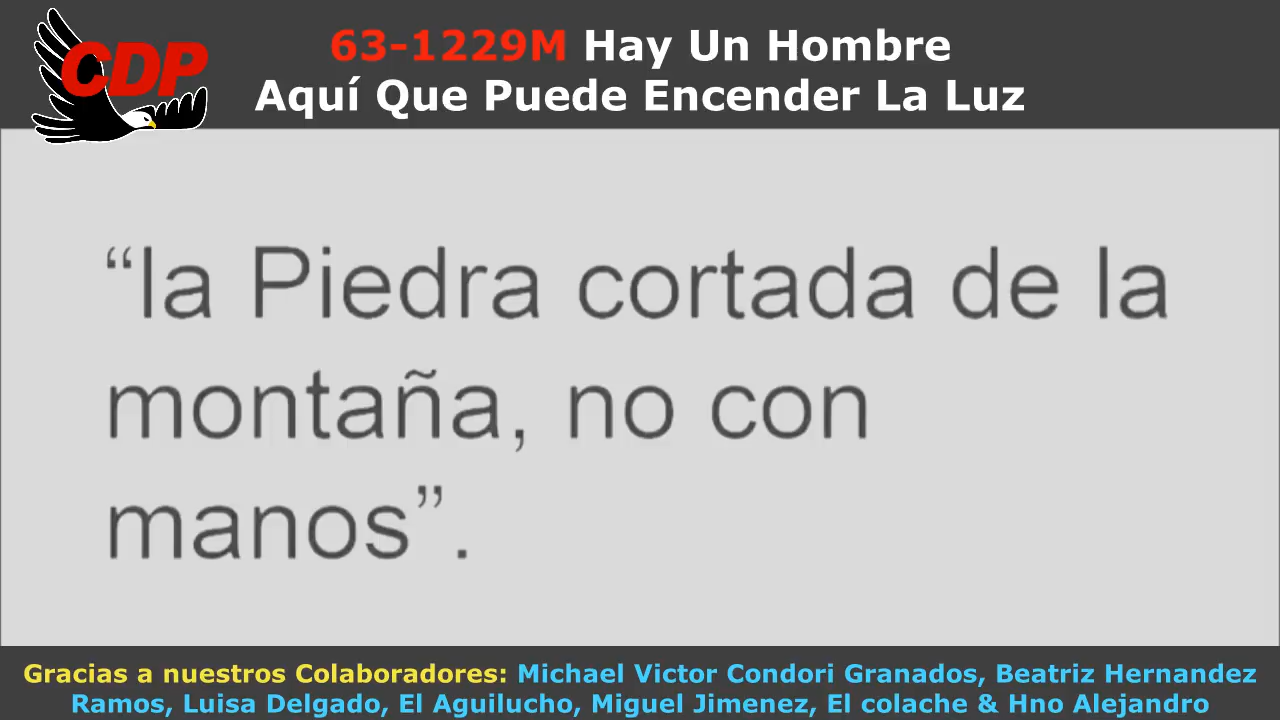 CDP
63-1229M Hay Un Hombre
Aquí Que Puede Encender La Luz
“la Piedra cortada de la
montaña, no con
manos”.
Gracias a nuestros Colaboradores: Michael Victor Condori Granados, Beatriz Hernandez
Ramos, Luisa Delgado, El Aguilucho, Miguel Jimenez, El colache & Hno Alejandro